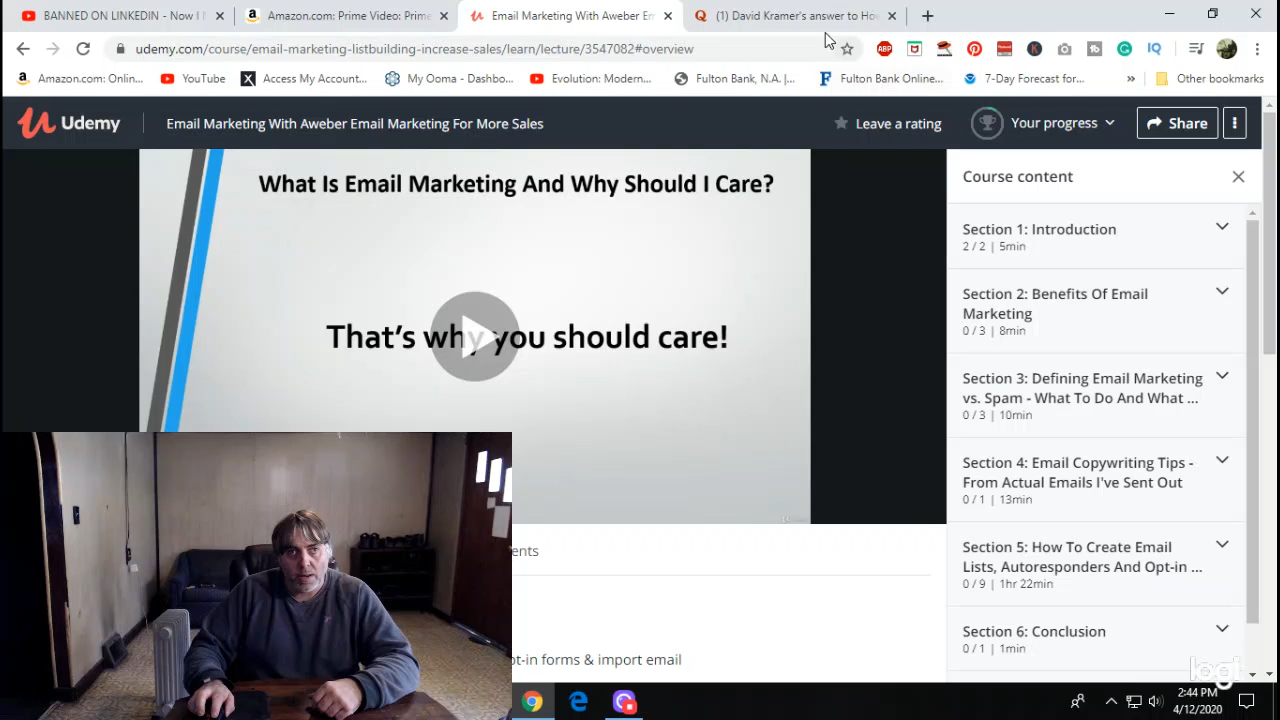 BANNED ON LINKEDIN - Now I N
Amazon.com: Prime Video: Prime
Email Marketing With Aweber Em
(1) David Kramer's answer to How
udemy.com/course/email-marketing-listbuilding-increase-sales/learn/lecture/3547082#overview
ABP
IQ
Amazon.com: Onlin...
YouTube
Access My Account...
My Ooma - Dashbo...
Evolution: Modern...
Fulton Bank, N.A. |...
Fulton Bank Online...
7-Day Forecast for...
»
Other bookmarks
Udemy
Email Marketing With Aweber Email Marketing For More Sales
Leave a rating
Your progress
Share
What Is Email Marketing And Why Should I Care?
That's why you should care!
Course content
Section 1: Introduction
2 / 2 | 5min
Section 2: Benefits Of Email
Marketing
0 / 3 | 8min
Section 3: Defining Email Marketing
vs. Spam - What To Do And What ...
0 / 3 | 10min
Section 4: Email Copywriting Tips -
From Actual Emails I've Sent Out
0 / 1 | 13min
Section 5: How To Create Email
Lists, Autoresponders And Opt-in ...
0 / 9 | 1hr 22min
Section 6: Conclusion
0 / 1 | 1min
ents
pt-in forms & import email
logi
2:44 PM
4/12/2020